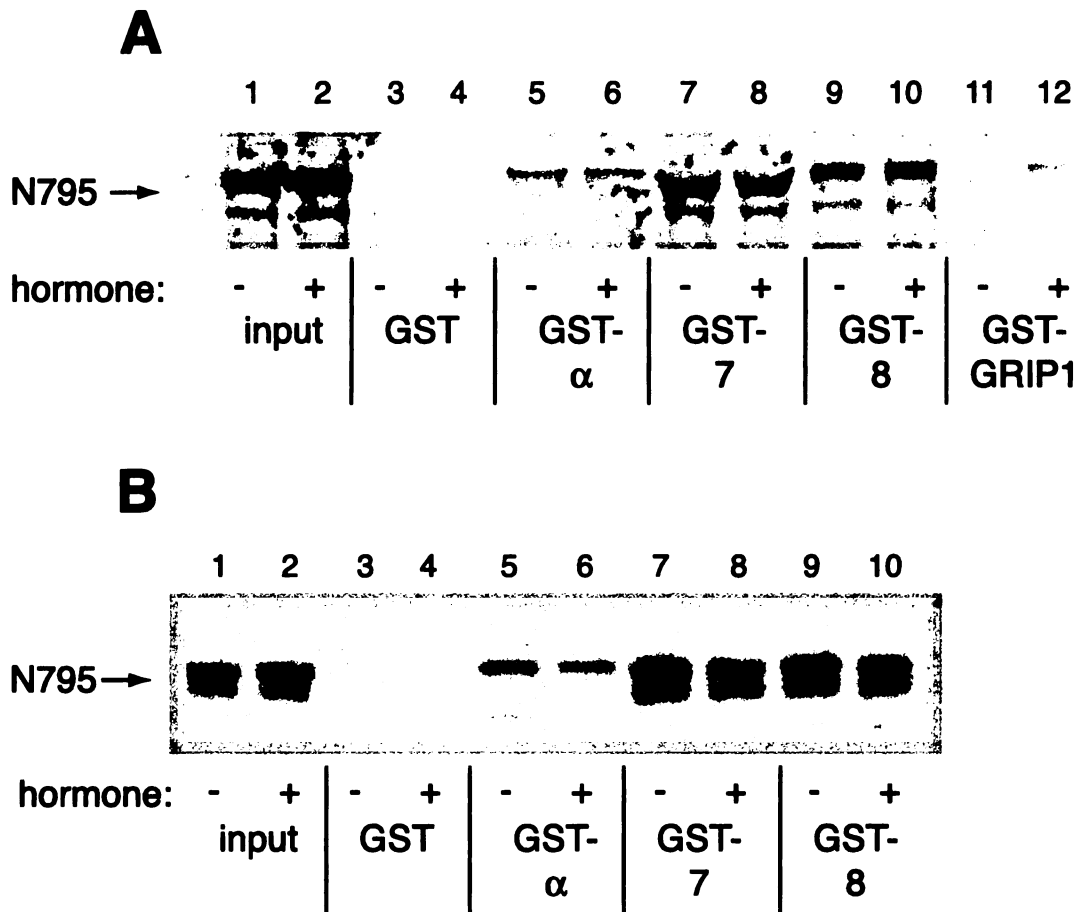 A
1 2 3 4 5 6 7 8 9 10 11 12
N795
hormone: - + - + - + - + - + - +
input GST GST- GST- GST- GST-
α 7 8 GRIP1
B
1 2 3 4 5 6 7 8 9 10
N795
hormone: - + - + - + - + - +
input GST GST- GST- GST-
α 7 8